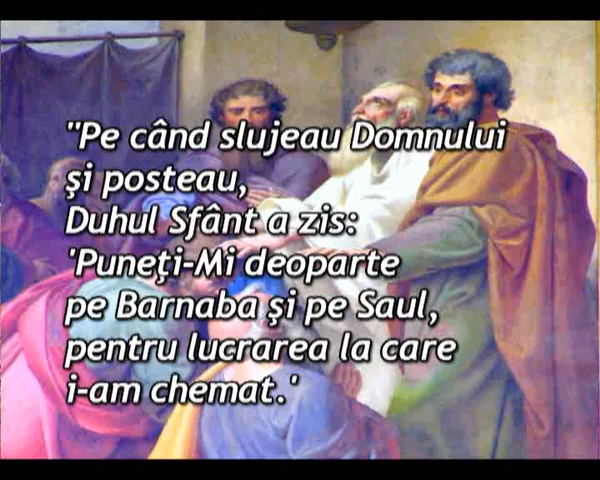 "Pe când slujeau Domnului
şi posteau,
Duhul Sfânt a zis:
'Puneţi-Mi deoparte
pe Barnaba şi pe Saul,
pentru lucrarea la care
i-am chemat.'